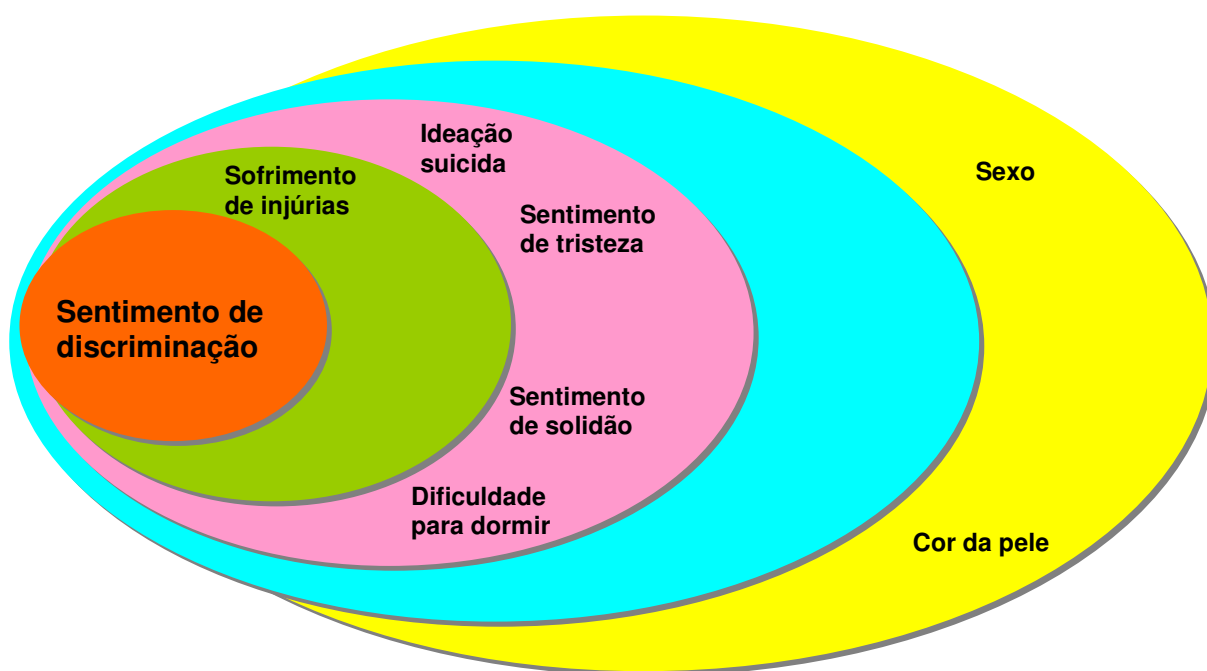 Ideação
suicida
Sofrimento
de injúrias
Sexo
Sentimento
de tristeza
Sentimento de
discriminação
Sentimento
de solidão
Dificuldade
para dormir
Cor da pele